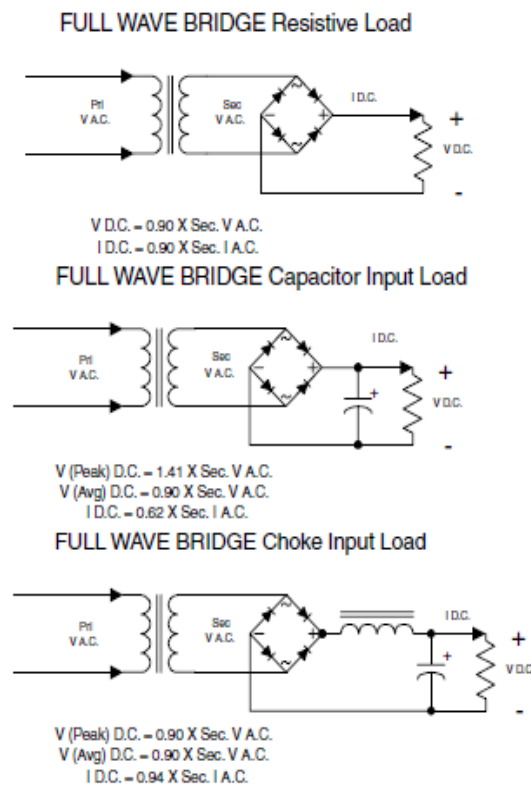 FULL WAVE BRIDGE Resistive Load
Pri
V A.C.
Sec
V A.C.
~
-
+
I D.C.
+
V D.C.
-
V D.C. = 0.90 X Sec. V A.C.
I D.C. = 0.90 X Sec. I A.C.
FULL WAVE BRIDGE Capacitor Input Load
Pri
V A.C.
Sec
V A.C.
~
-
+
~
I D.C.
+
+
V D.C.
-
V (Peak) D.C. = 1.41 X Sec. V A.C.
V (Avg) D.C. = 0.90 X Sec. V A.C.
I D.C. = 0.62 X Sec. I A.C.
FULL WAVE BRIDGE Choke Input Load
Pri
V A.C.
Sec
V A.C.
~
-
+
~
I D.C.
+
+
V D.C
-
V (Peak) D.C. = 0.90 X Sec. V A.C.
V (Avg) D.C. = 0.90 X Sec. V A.C.
I D.C. = 0.94 X Sec. I A.C.